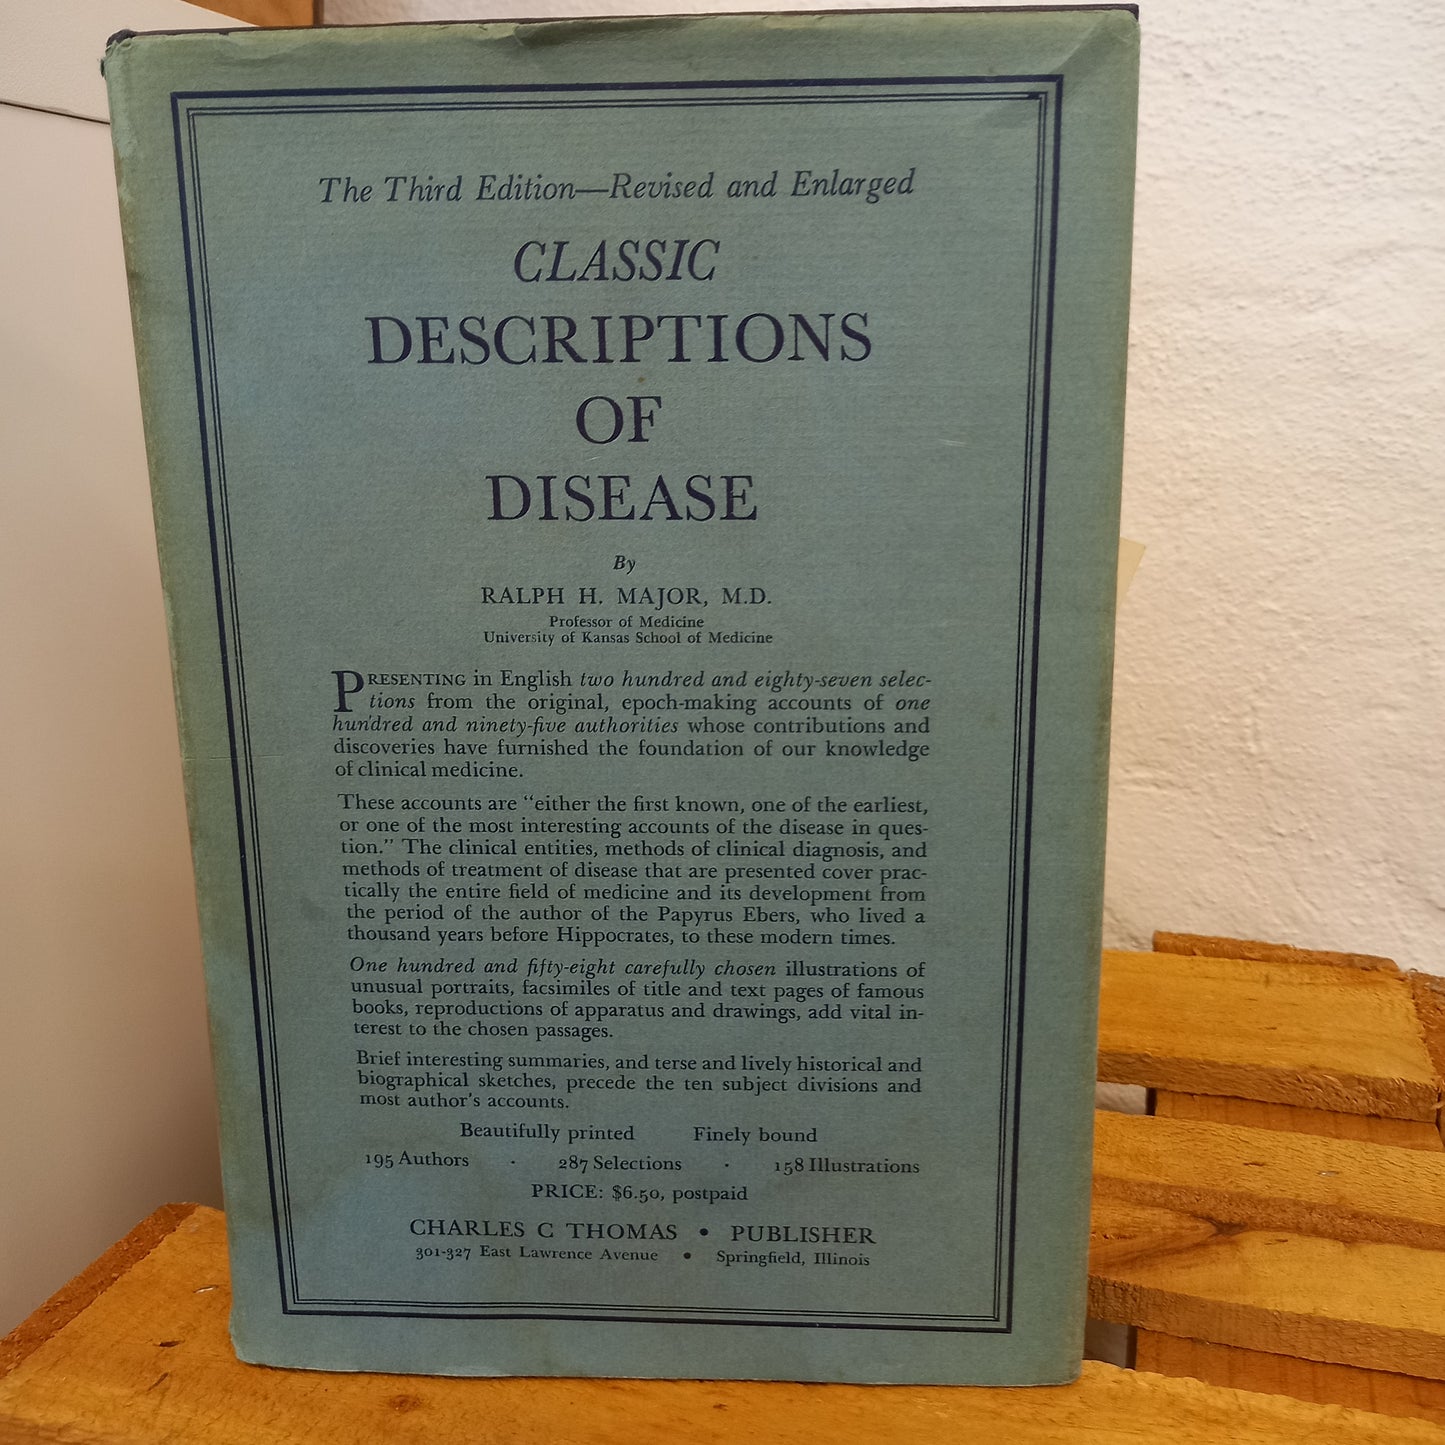 The Third Edition—Revised and Enlarged
CLASSIC
DESCRIPTIONS
OF
DISEASE
By
RALPH H. MAJOR, M.D.
Professor of Medicine
University of Kansas School of Medicine
PRESENTING in English two hundred and eighty-seven selec-
tions from the original, epoch-making accounts of one
hundred and ninety-five authorities whose contributions and
discoveries have furnished the foundation of our knowledge
of clinical medicine.
These accounts are "either the first known, one of the earliest,
or one of the most interesting accounts of the disease in ques-
tion." The clinical entities, methods of clinical diagnosis, and
methods of treatment of disease that are presented cover prac-
tically the entire field of medicine and its development from
the period of the author of the Papyrus Ebers, who lived a
thousand years before Hippocrates, to these modern times.
One hundred and fifty-eight carefully chosen illustrations of
unusual portraits, facsimiles of title and text pages of famous
books, reproductions of apparatus and drawings, add vital in-
terest to the chosen passages.
Brief interesting summaries, and terse and lively historical and
biographical sketches, precede the ten subject divisions and
most author's accounts.
Beautifully printed Finely bound
195 Authors · 287 Selections · 158 Illustrations
PRICE: $6.50, postpaid
CHARLES C THOMAS • PUBLISHER
301-327 East Lawrence Avenue • Springfield, Illinois